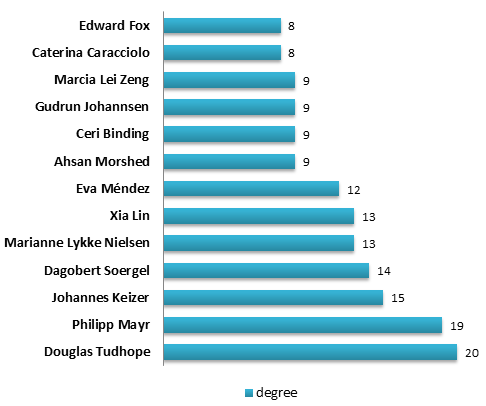 Edward Fox 8
Caterina Caracciolo 8
Marcia Lei Zeng 9
Gudrun Johannsen 9
Ceri Binding 9
Ahsan Morshed 9
Eva Méndez 12
Xia Lin 13
Marianne Lykke Nielsen 13
Dagobert Soergel 14
Johannes Keizer 15
Philipp Mayr 19
Douglas Tudhope 20
degree